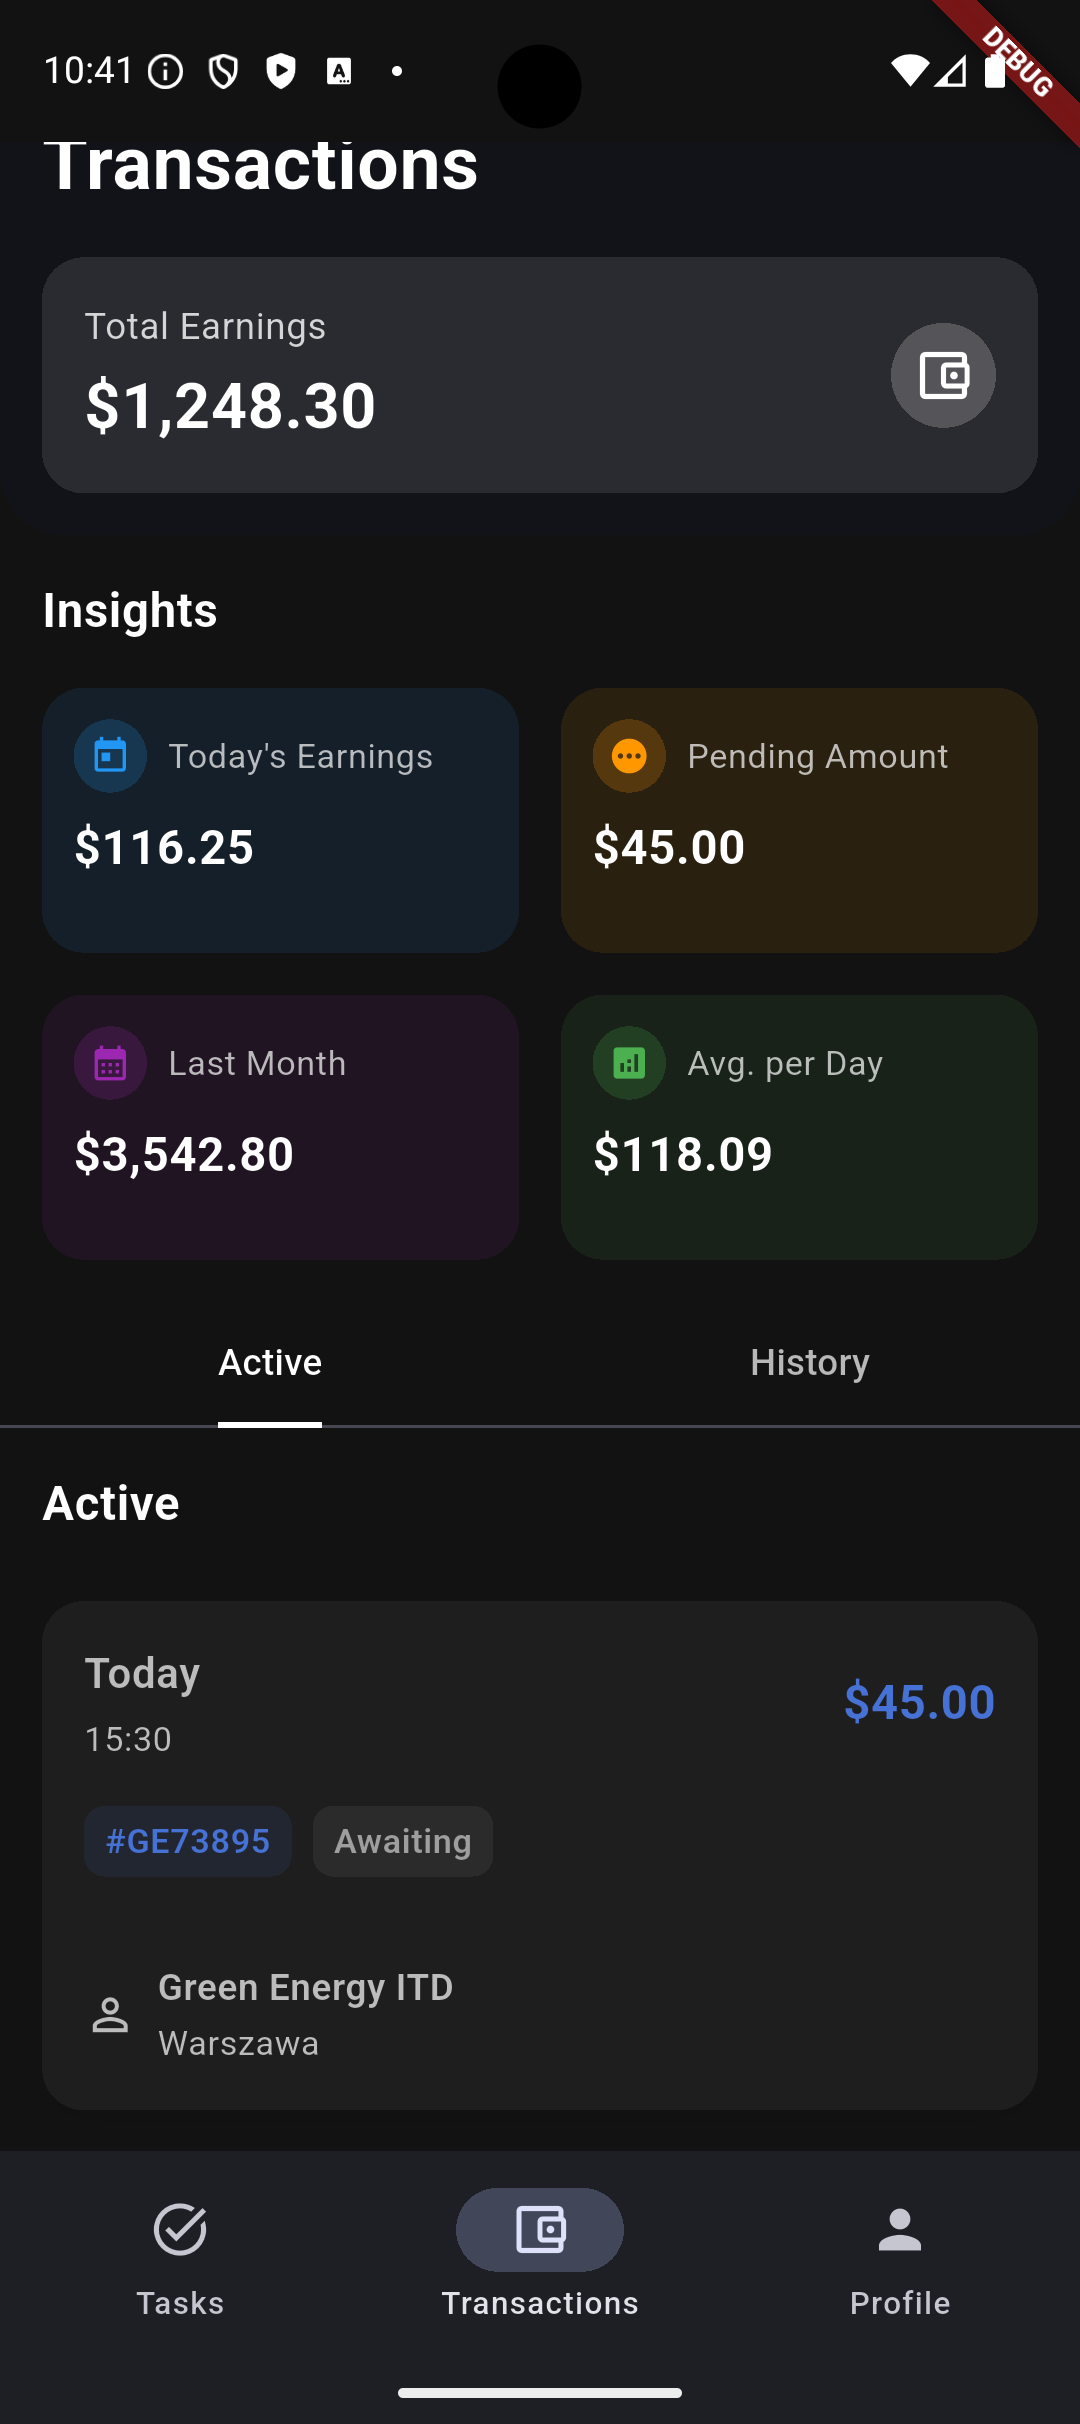 10:41
DEBUG
Transactions
Total Earnings
$1,248.30
Insights
Today's Earnings
$116.25
Pending Amount
$45.00
Last Month
$3,542.80
Avg. per Day
$118.09
Active
History
Active
Today
$45.00
15:30
#GE73895
Awaiting
Green Energy ITD
Warszawa
Tasks
Transactions
Profile